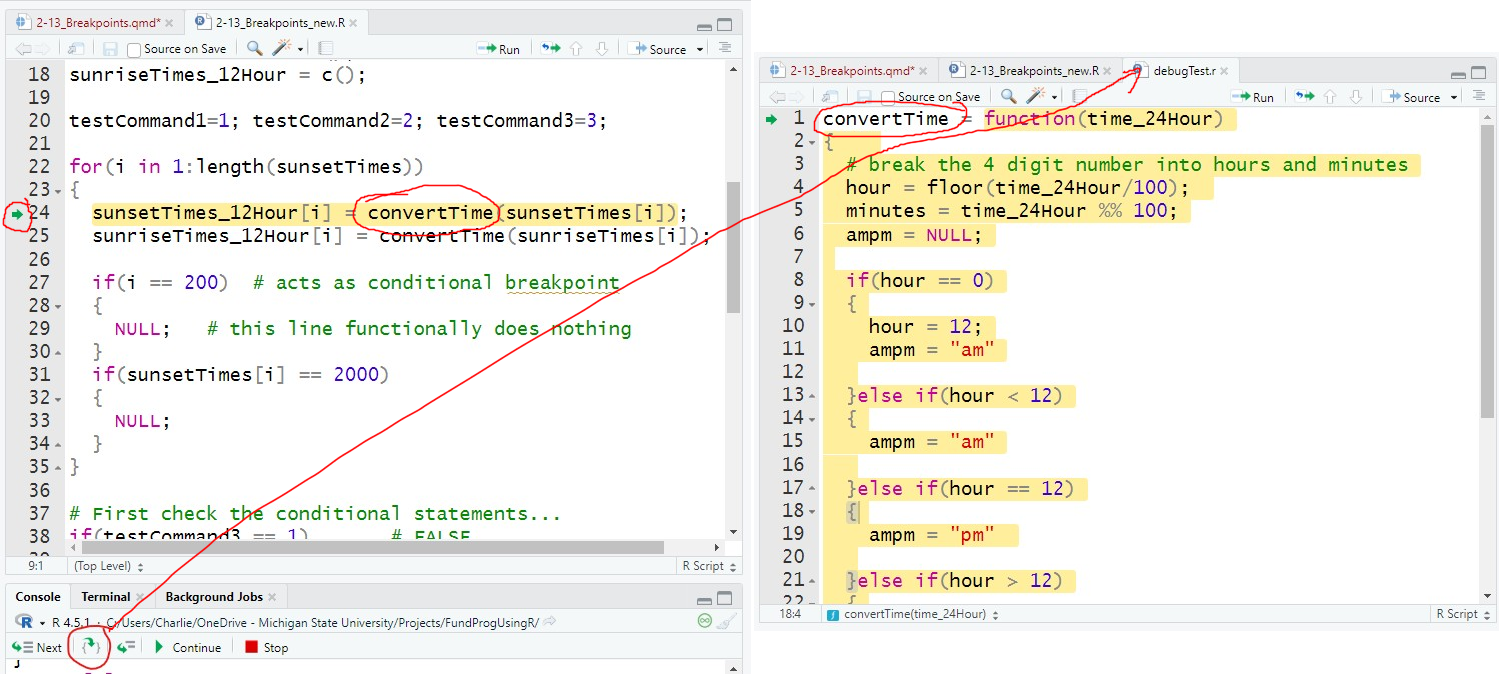 2-13_Breakpoints.qmd* 2-13_Breakpoints_new.R
Source on Save Run Source
18 sunriseTimes_12Hour = c();
19
20 testCommand1=1; testCommand2=2; testCommand3=3;
21
22 for(i in 1:length(sunsetTimes))
23 {
24 sunsetTimes_12Hour[i] = convertTime(sunsetTimes[i]);
25 sunriseTimes_12Hour[i] = convertTime(sunriseTimes[i]);
26
27 if(i == 200) # acts as conditional breakpoint
28 {
29 NULL; # this line functionally does nothing
30 }
31 if(sunsetTimes[i] == 2000)
32 {
33 NULL;
34 }
35 }
36
37 # First check the conditional statements...
38 if(testCommand3 == 1) # FALSE
39
9:1 (Top Level) R Script
Console Terminal Background Jobs
R 4.5.1 · C:/Users/Charlie/OneDrive - Michigan State University/Projects/FundProgUsingR/
Next Continue Stop
2-13_Breakpoints.qmd* 2-13_Breakpoints_new.R debugTest.r
Source on Save Run Source
1 convertTime = function(time_24Hour)
2 {
3 # break the 4 digit number into hours and minutes
4 hour = floor(time_24Hour/100);
5 minutes = time_24Hour %% 100;
6 ampm = NULL;
7
8 if(hour == 0)
9 {
10 hour = 12;
11 ampm = "am"
12
13 }else if(hour < 12)
14 {
15 ampm = "am"
16
17 }else if(hour == 12)
18 {
19 ampm = "pm"
20
21 }else if(hour > 12)
22 {
18:4 convertTime(time_24Hour) R Script